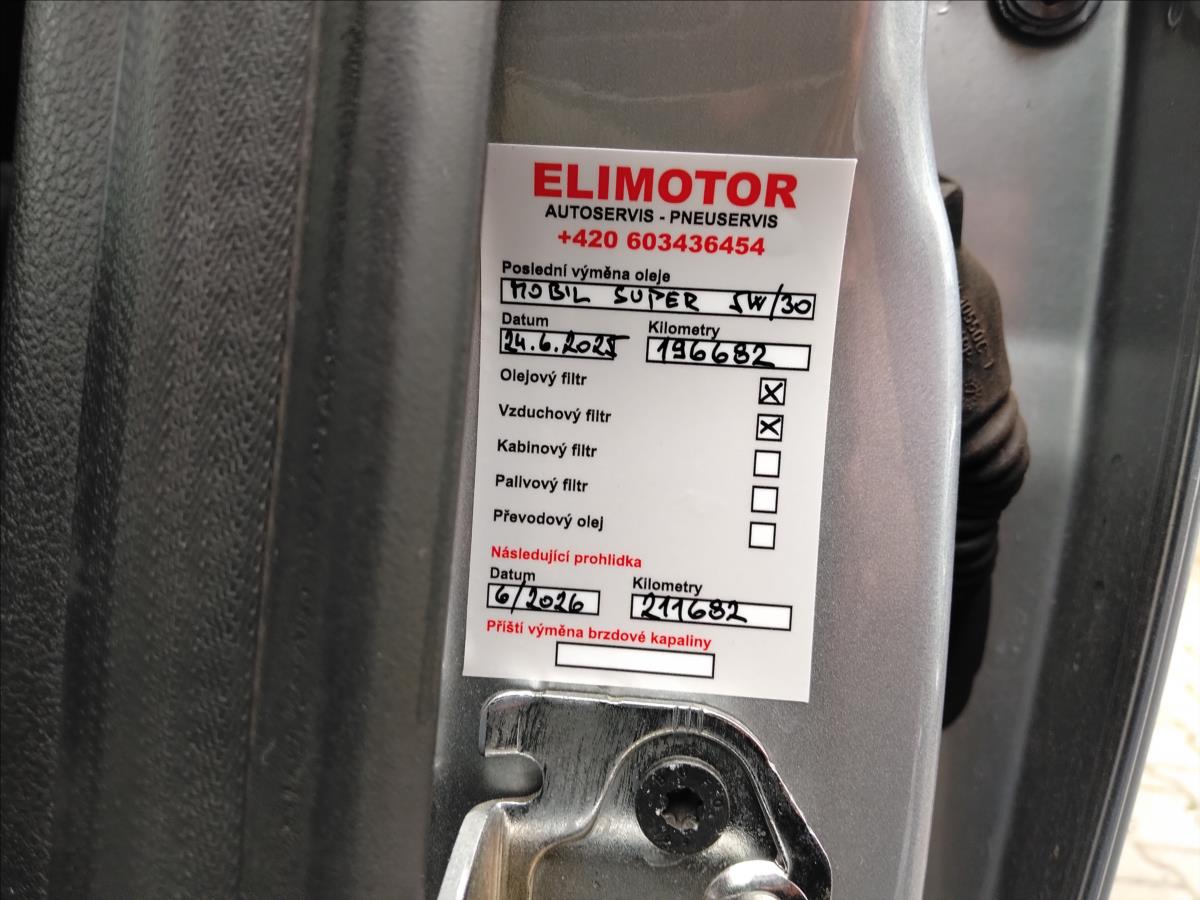 ELIMOTOR
AUTOSERVIS - PNEUSERVIS
+420 603436454
Poslední výměna oleje
MOBIL SUPER 5W/30
Datum Kilometry
24.6.2025 196682
Olejový filtr X
Vzduchový filtr X
Kabinový filtr
Palivový filtr
Převodový olej
Následující prohlidka
Datum Kilometry
6/2026 211682
Příští výměna brzdové kapaliny